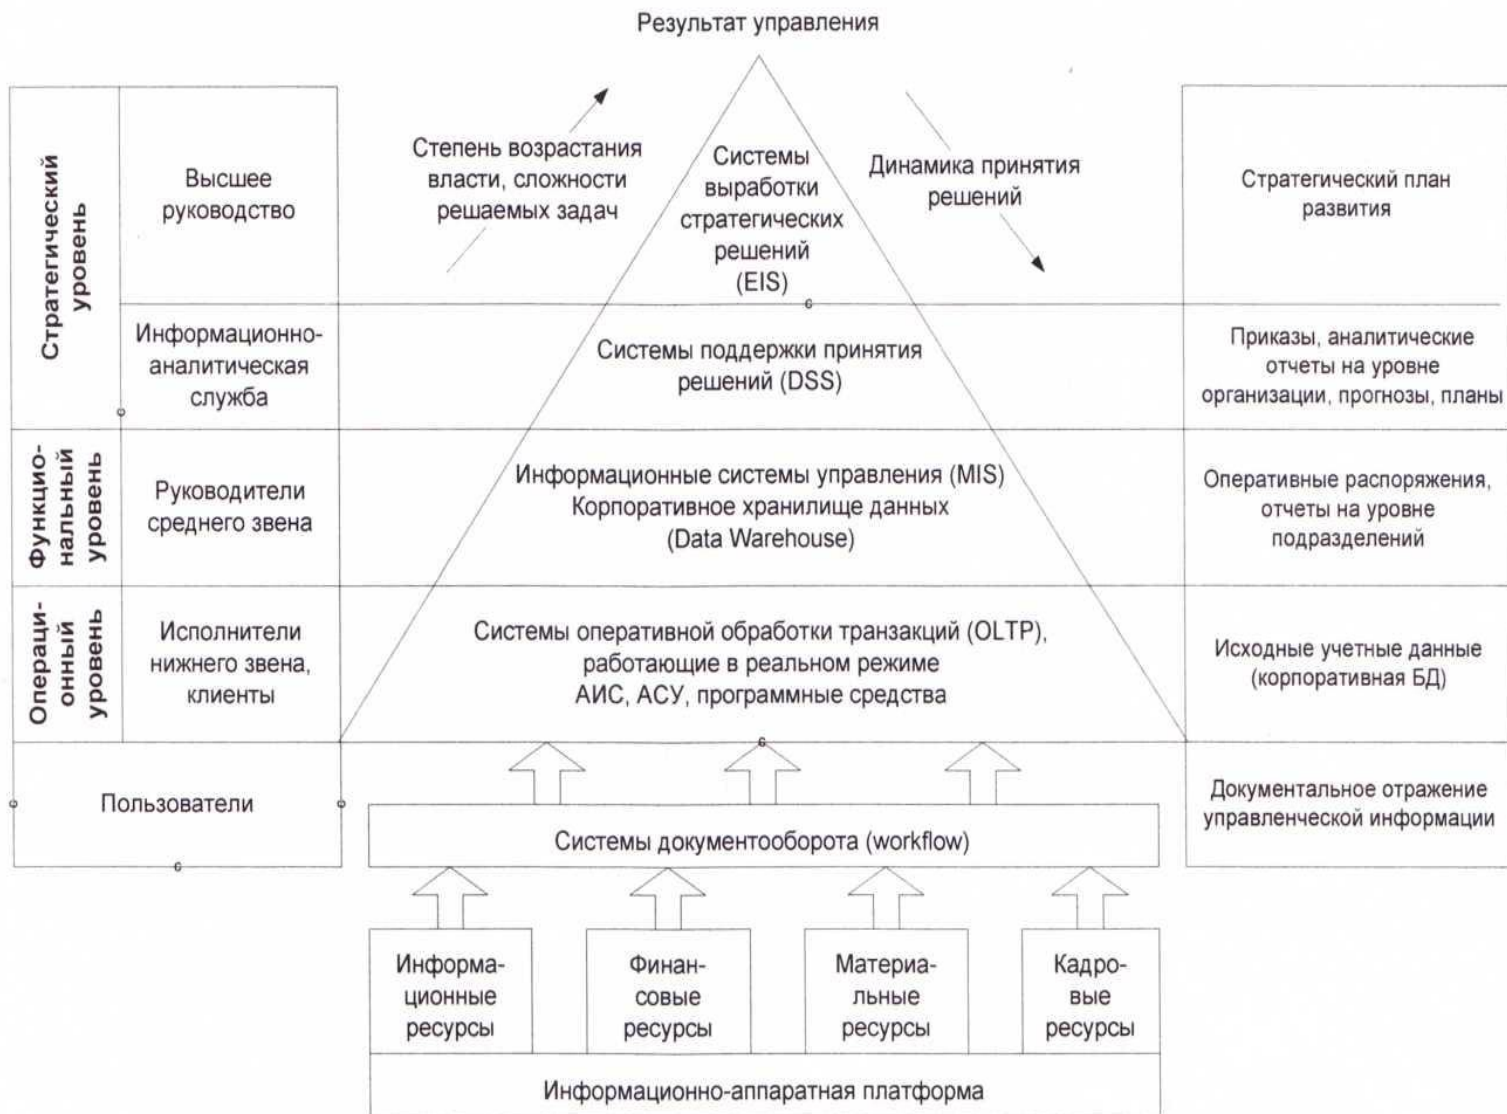 Результат управления
Стратегический
уровень
Высшее
руководство
Степень возрастания
власти, сложности
решаемых задач
Системы
выработки
стратегических
решений
(EIS)
Динамика принятия
решений
Стратегический план
развития
Информационно-
аналитическая
служба
Системы поддержки принятия
решений (DSS)
Приказы, аналитические
отчеты на уровне
организации, прогнозы, планы
Функцио-
нальный
уровень
Руководители
среднего звена
Информационные системы управления (MIS)
Корпоративное хранилище данных
(Data Warehouse)
Оперативные распоряжения,
отчеты на уровне
подразделений
Операци-
онный
уровень
Исполнители
нижнего звена,
клиенты
Системы оперативной обработки транзакций (OLTP),
работающие в реальном режиме
АИС, АСУ, программные средства
Исходные учетные данные
(корпоративная БД)
Пользователи
Системы документооборота (workflow)
Документальное отражение
управленческой информации
Информа-
ционные
ресурсы
Финан-
совые
ресурсы
Материа-
льные
ресурсы
Кадро-
вые
ресурсы
Информационно-аппаратная платформа